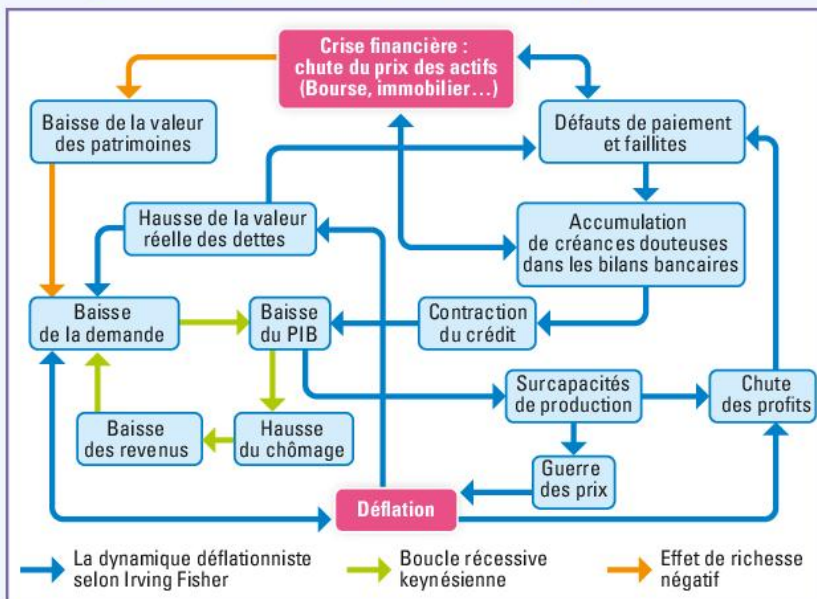 Crise financière :
chute du prix des actifs
(Bourse, immobilier…)
Baisse de la valeur
des patrimoines
Défauts de paiement
et faillites
Hausse de la valeur
réelle des dettes
Accumulation
de créances douteuses
dans les bilans bancaires
Baisse
de la demande
Baisse
du PIB
Contraction
du crédit
Surcapacités
de production
Chute
des profits
Baisse
des revenus
Hausse
du chômage
Guerre
des prix
Déflation
La dynamique déflationniste
selon Irving Fisher
Boucle récessive
keynésienne
Effet de richesse
négatif